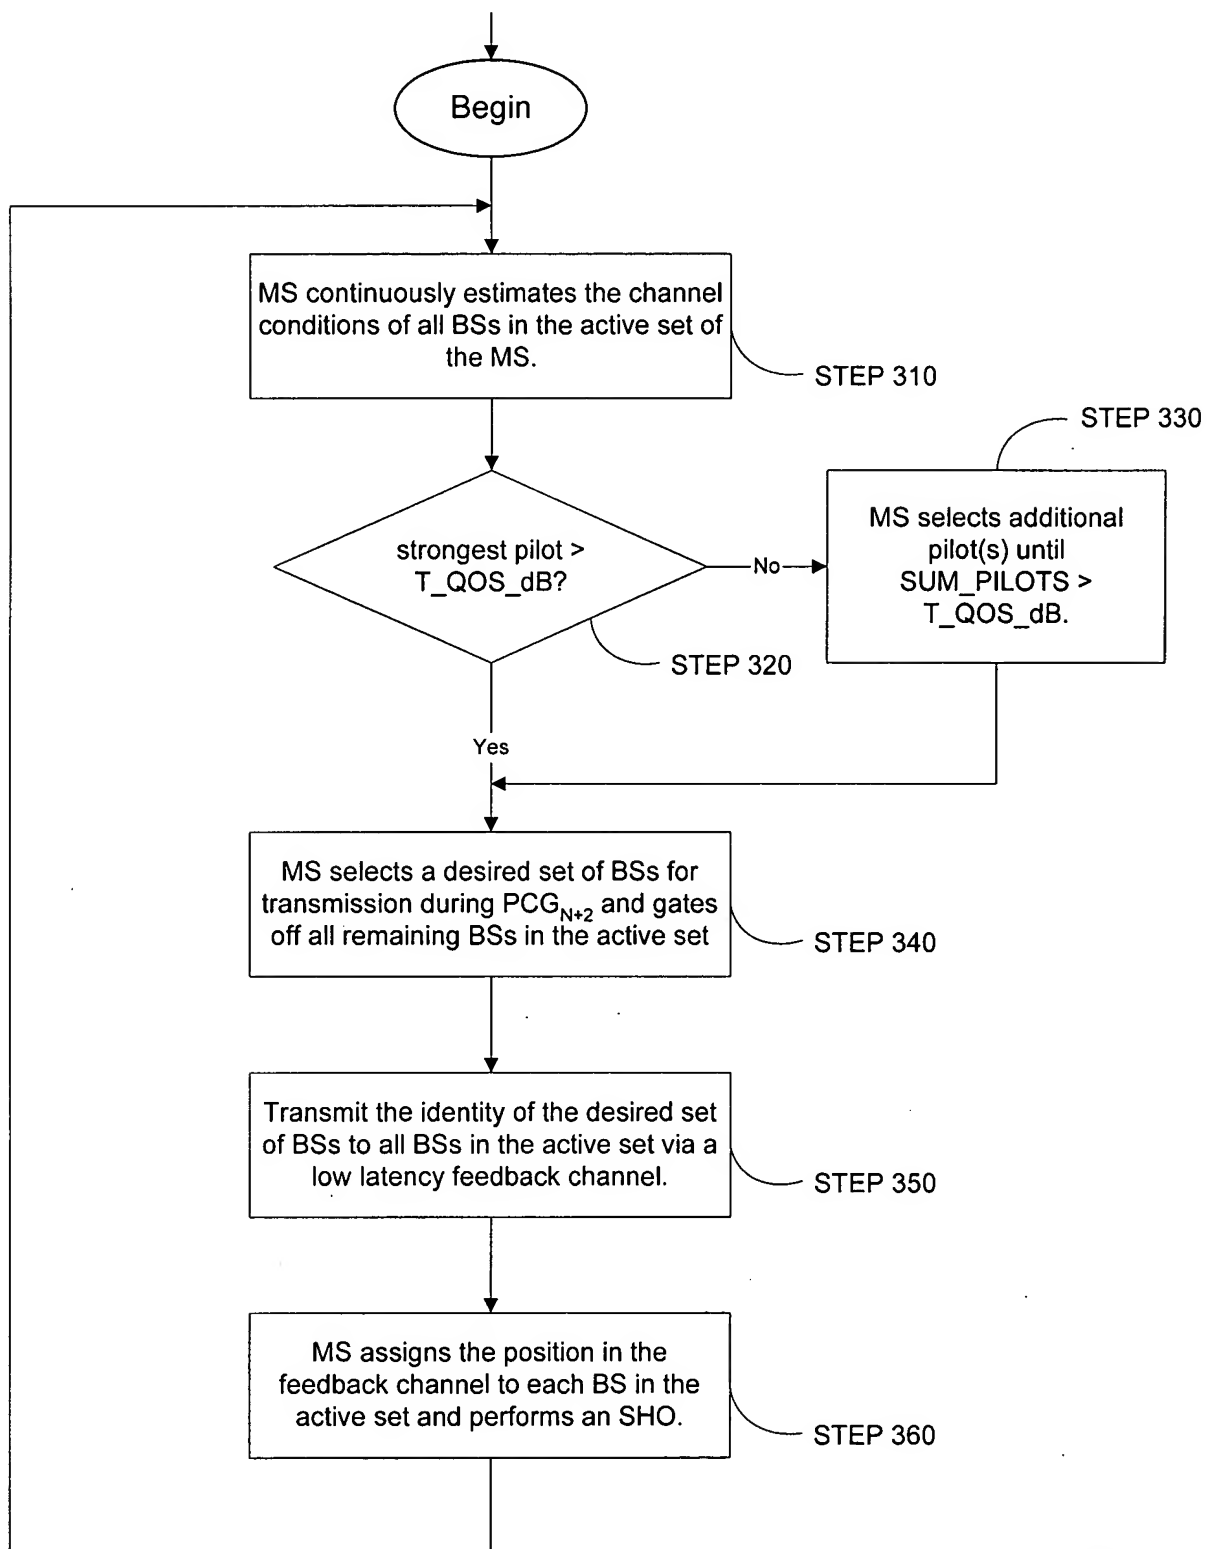 Begin
MS continuously estimates the channel
conditions of all BSs in the active set of
the MS.
STEP 310
STEP 330
MS selects additional
pilot(s) until
SUM_PILOTS >
T_QOS_dB.
strongest pilot >
T_QOS_dB?
No
STEP 320
Yes
MS selects a desired set of BSs for
transmission during PCG_N+2 and gates
off all remaining BSs in the active set
STEP 340
Transmit the identity of the desired set
of BSs to all BSs in the active set via a
low latency feedback channel.
STEP 350
MS assigns the position in the
feedback channel to each BS in the
active set and performs an SHO.
STEP 360